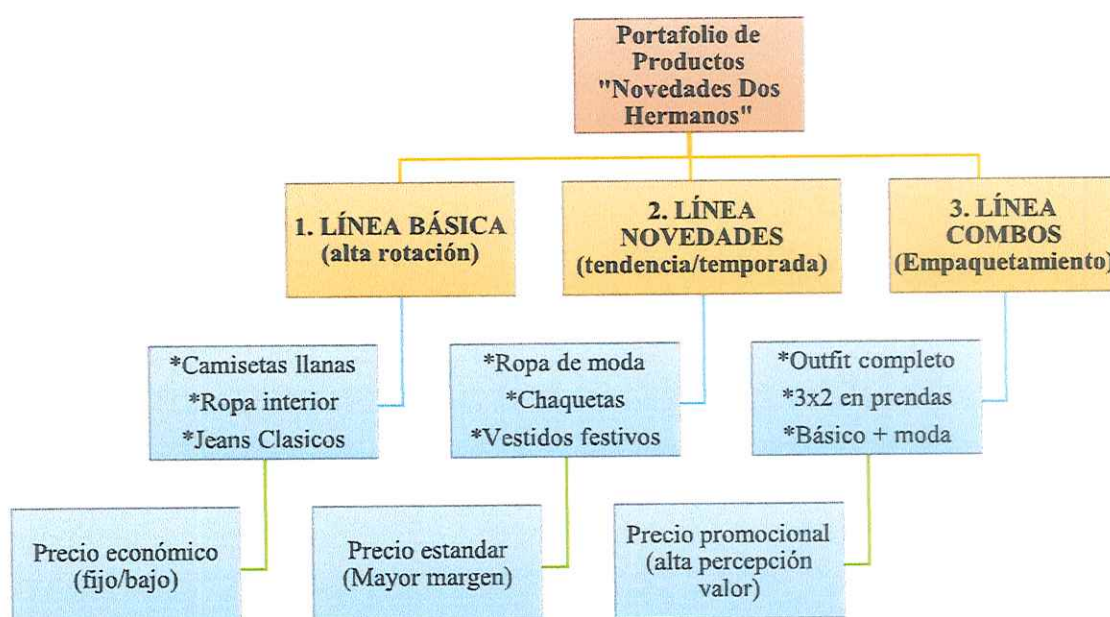 Portafolio de
Productos
"Novedades Dos
Hermanos"
1. LÍNEA BÁSICA
(alta rotación)
2. LÍNEA
NOVEDADES
(tendencia/temporada)
3. LÍNEA
COMBOS
(Empaquetamiento)
*Camisetas llanas
*Ropa interior
*Jeans Clasicos
*Ropa de moda
*Chaquetas
*Vestidos festivos
*Outfit completo
*3x2 en prendas
*Básico + moda
Precio económico
(fijo/bajo)
Precio estandar
(Mayor margen)
Precio promocional
(alta percepción
valor)